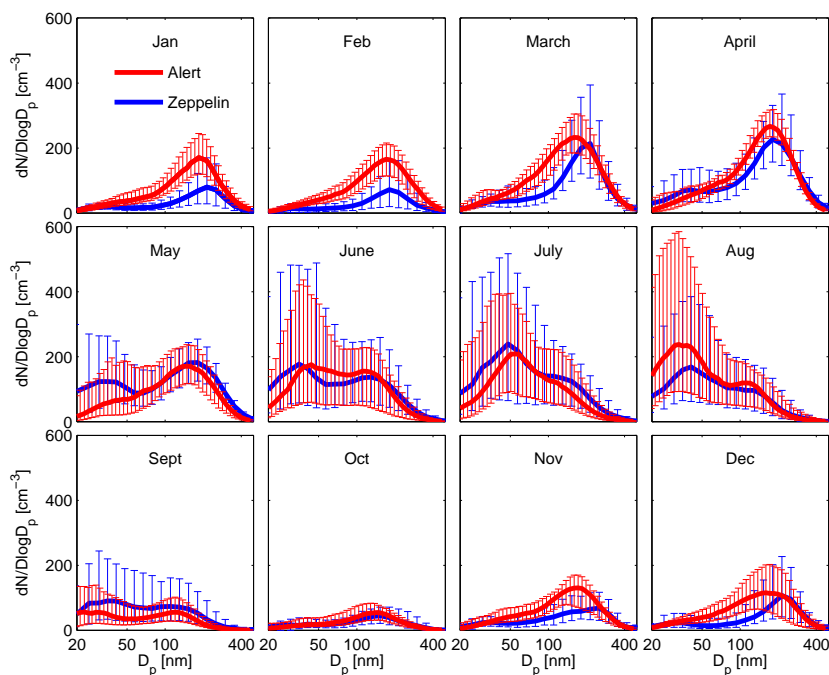 600
Jan
Feb
March
April
Alert
Zeppelin
dN/DlogD_p [cm⁻³]
400
200
0
600
May
June
July
Aug
dN/DlogD_p [cm⁻³]
400
200
0
600
Sept
Oct
Nov
Dec
dN/DlogD_p [cm⁻³]
400
200
0
20 50 100 400 20 50 100 400 20 50 100 400 20 50 100 400
D_p [nm] D_p [nm] D_p [nm] D_p [nm]